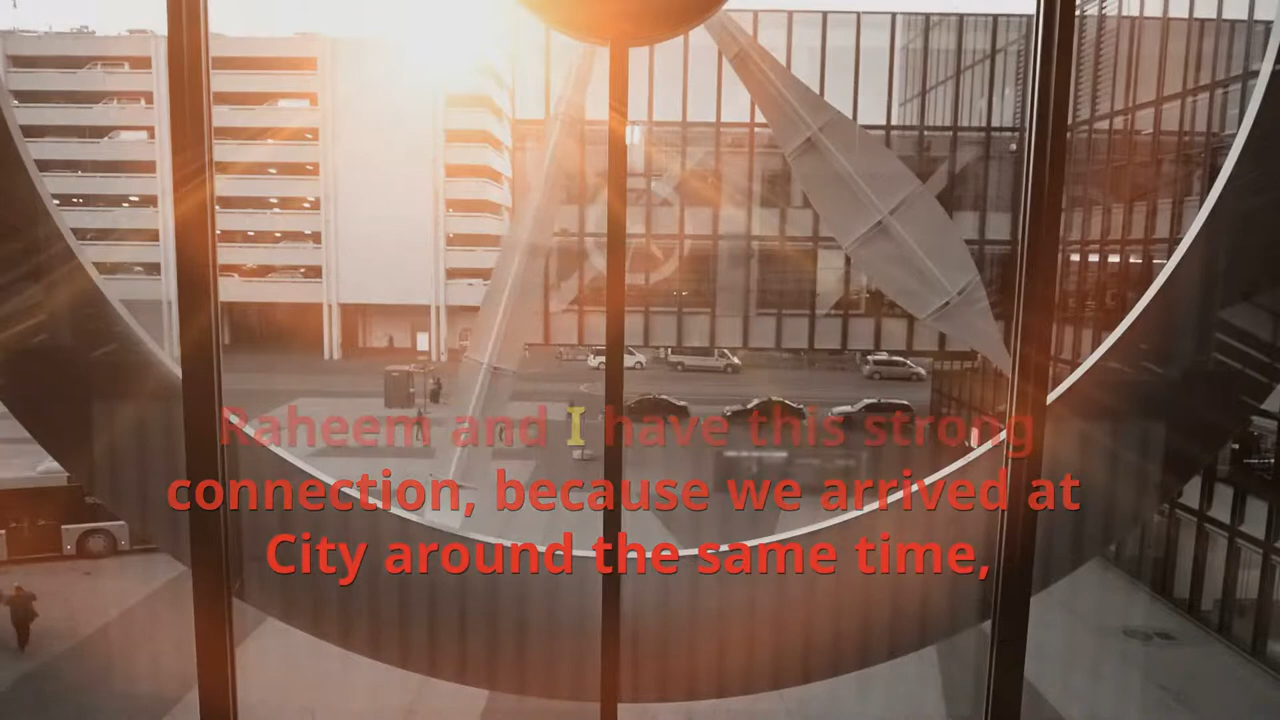 Raheem and I have this strong
connection, because we arrived at
City around the same time,